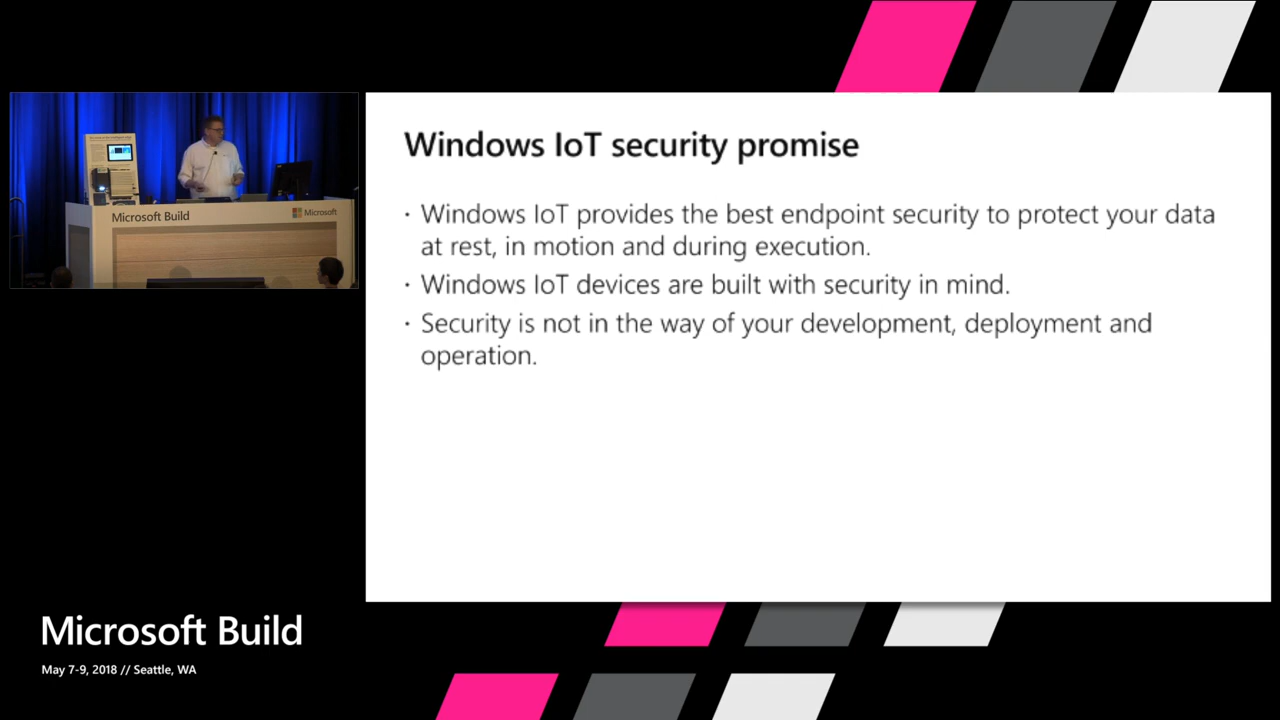 Windows IoT security promise
· Windows IoT provides the best endpoint security to protect your data
at rest, in motion and during execution.
· Windows IoT devices are built with security in mind.
· Security is not in the way of your development, deployment and
operation.
Microsoft Build
Microsoft
Microsoft Build
May 7-9, 2018 // Seattle, WA